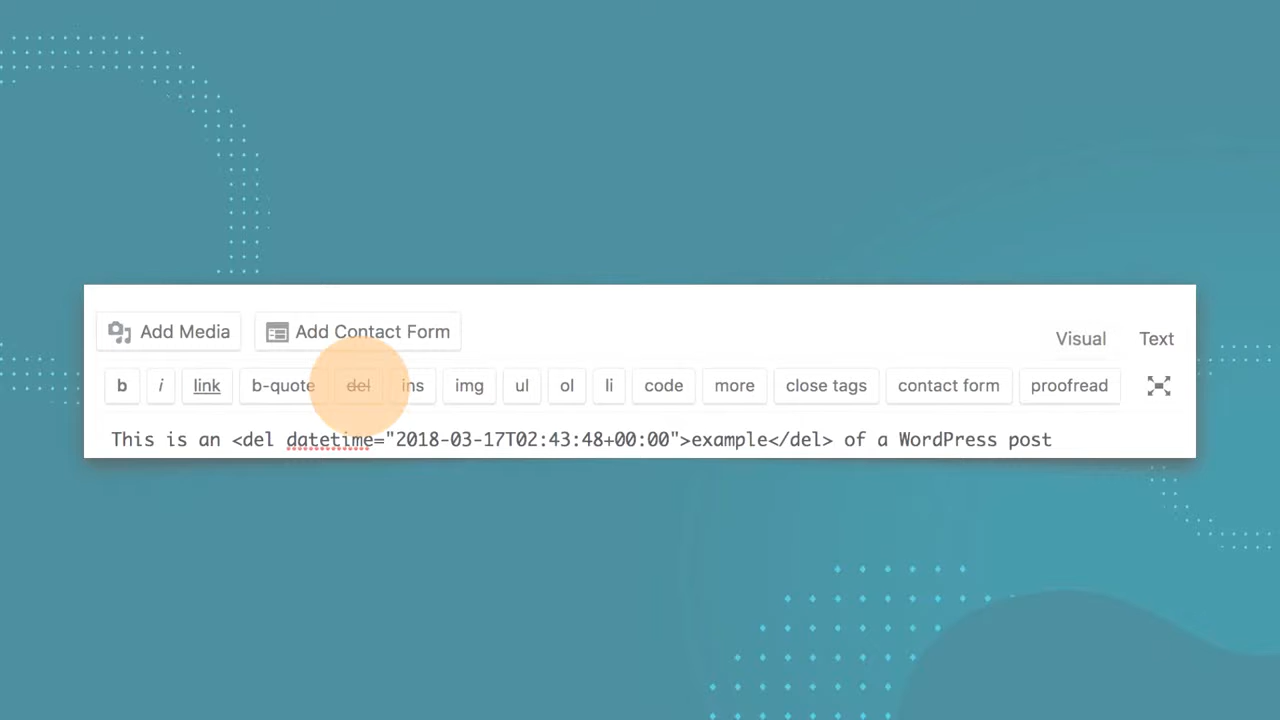 Add Media Add Contact Form
Visual Text
b i link b-quote del ins img ul ol li code more close tags contact form proofread
This is an <del datetime="2018-03-17T02:43:48+00:00">example</del> of a WordPress post